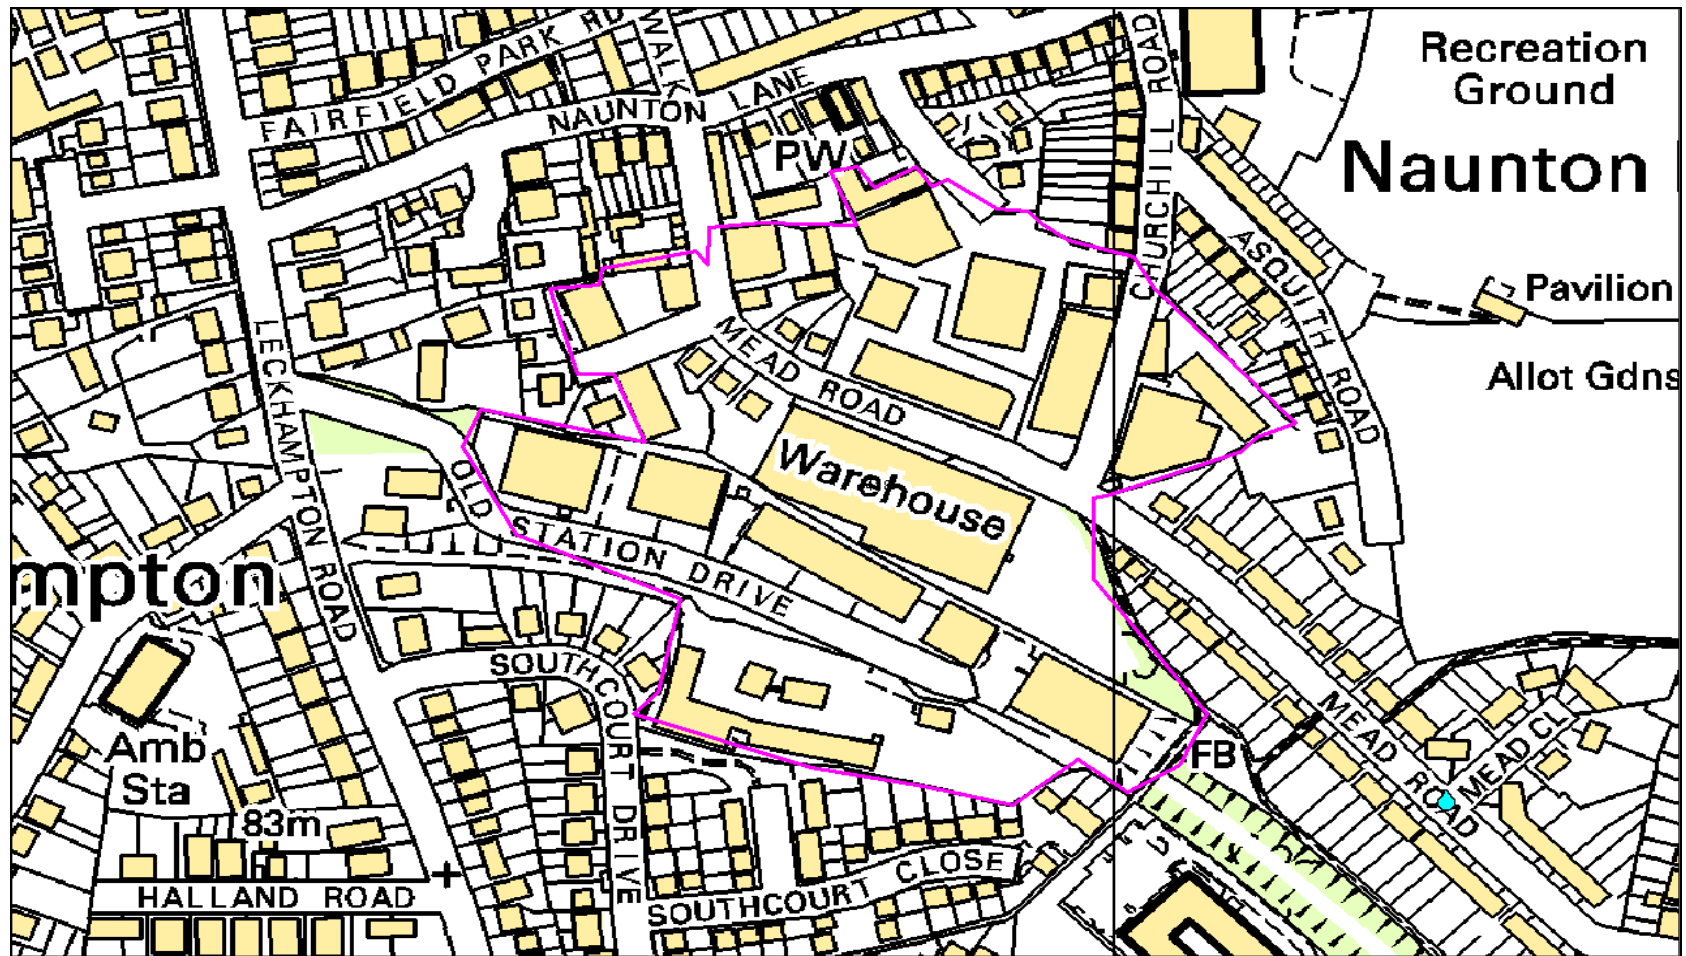 FAIRFIELD PARK RD
WALK
NAUNTON LANE
CHURCHILL ROAD
Recreation
Ground
Naunton
PW
ASQUITH ROAD
Pavilion
Allot Gdns
LECKHAMPTON ROAD
MEAD ROAD
Warehouse
OLD STATION DRIVE
mpton
SOUTHCOURT DRIVE
Amb
Sta
83m
FB
MEAD ROAD
MEAD CL
HALLAND ROAD
SOUTHCOURT CLOSE